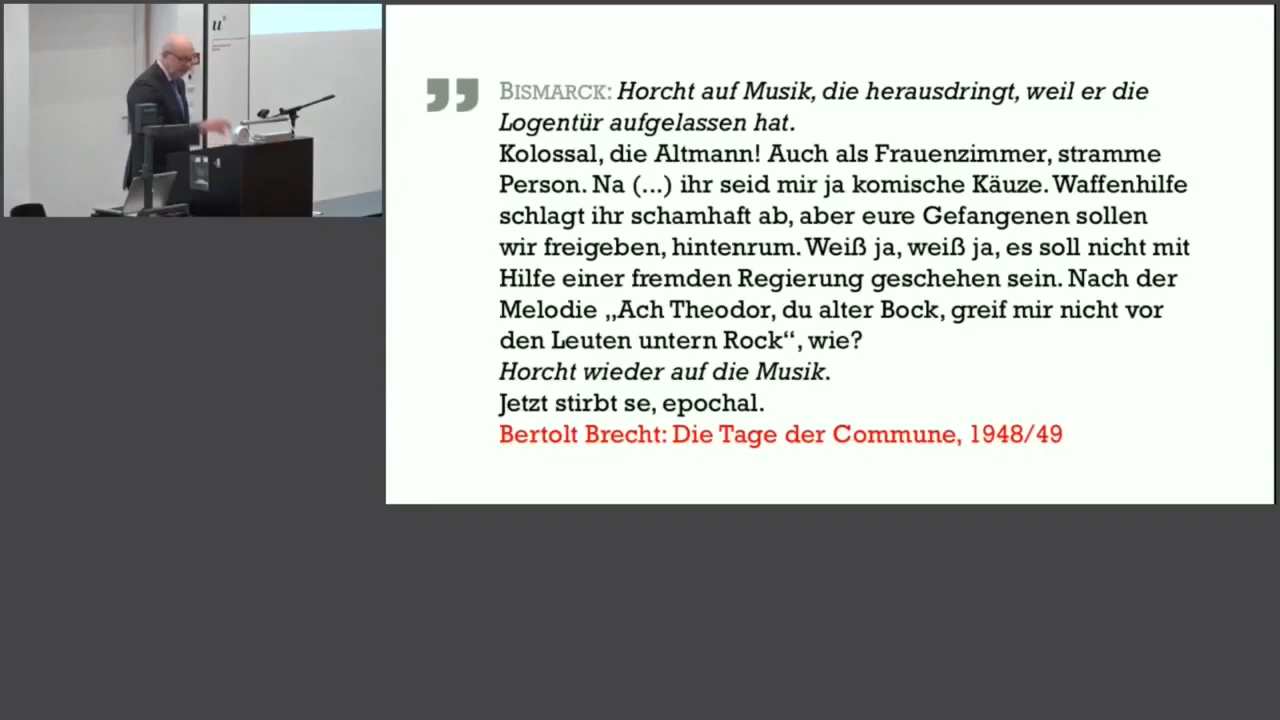 u
BISMARCK: Horcht auf Musik, die herausdringt, weil er die
Logentür aufgelassen hat.
Kolossal, die Altmann! Auch als Frauenzimmer, stramme
Person. Na (...) ihr seid mir ja komische Käuze. Waffenhilfe
schlagt ihr schamhaft ab, aber eure Gefangenen sollen
wir freigeben, hintenrum. Weiß ja, weiß ja, es soll nicht mit
Hilfe einer fremden Regierung geschehen sein. Nach der
Melodie „Ach Theodor, du alter Bock, greif mir nicht vor
den Leuten untern Rock“, wie?
Horcht wieder auf die Musik.
Jetzt stirbt se, epochal.
Bertolt Brecht: Die Tage der Commune, 1948/49